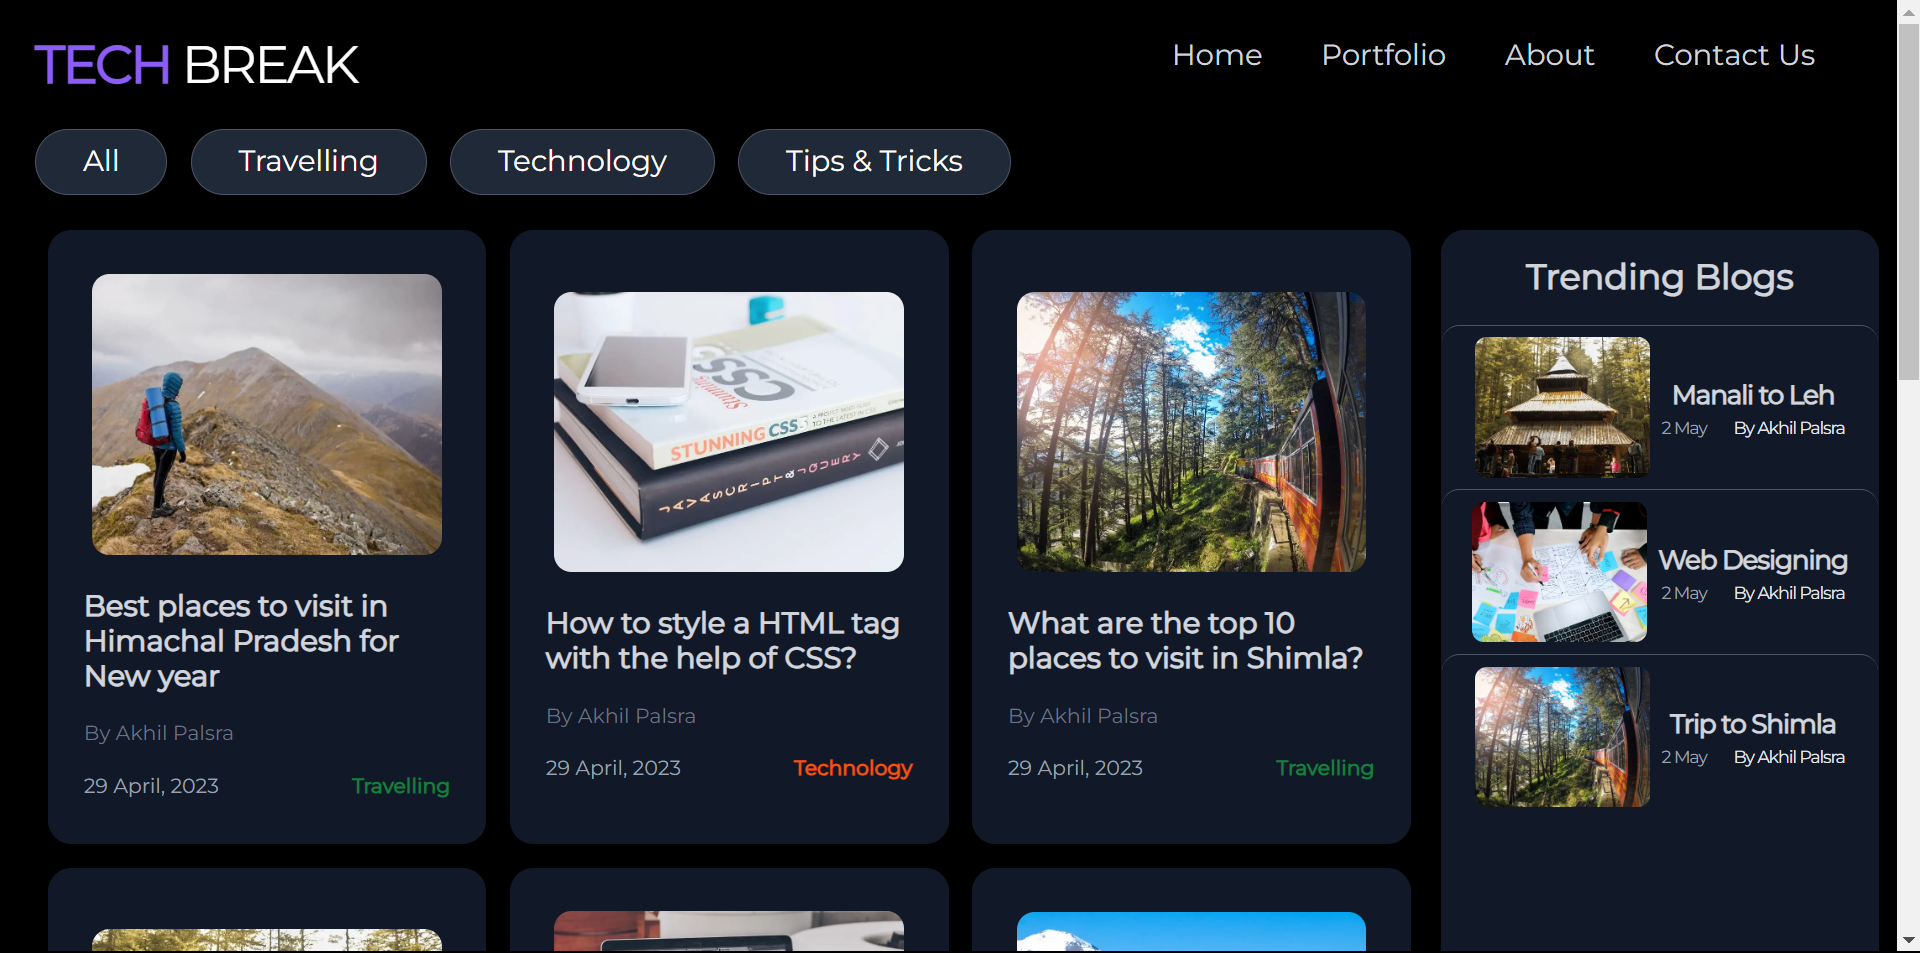 TECH BREAK
Home Portfolio About Contact Us
All Travelling Technology Tips & Tricks
STUNNING CSS
JAVASCRIPT & JQUERY
Best places to visit in
Himachal Pradesh for
New year
By Akhil Palsra
29 April, 2023 Travelling
How to style a HTML tag
with the help of CSS?
By Akhil Palsra
29 April, 2023 Technology
What are the top 10
places to visit in Shimla?
By Akhil Palsra
29 April, 2023 Travelling
Trending Blogs
Manali to Leh
2 May By Akhil Palsra
Web Designing
2 May By Akhil Palsra
Trip to Shimla
2 May By Akhil Palsra